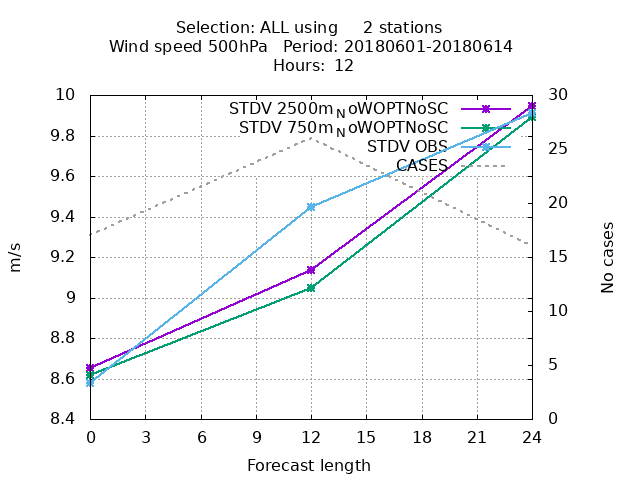 Selection: ALL using     2 stations
Wind speed 500hPa   Period: 20180601-20180614
Hours: 12
STDV 2500m_NoWOPTNoSC
STDV 750m_NoWOPTNoSC
STDV OBS
CASES
10
9.8
9.6
9.4
9.2
9
8.8
8.6
8.4
m/s
30
25
20
15
10
5
0
No cases
0 3 6 9 12 15 18 21 24
Forecast length